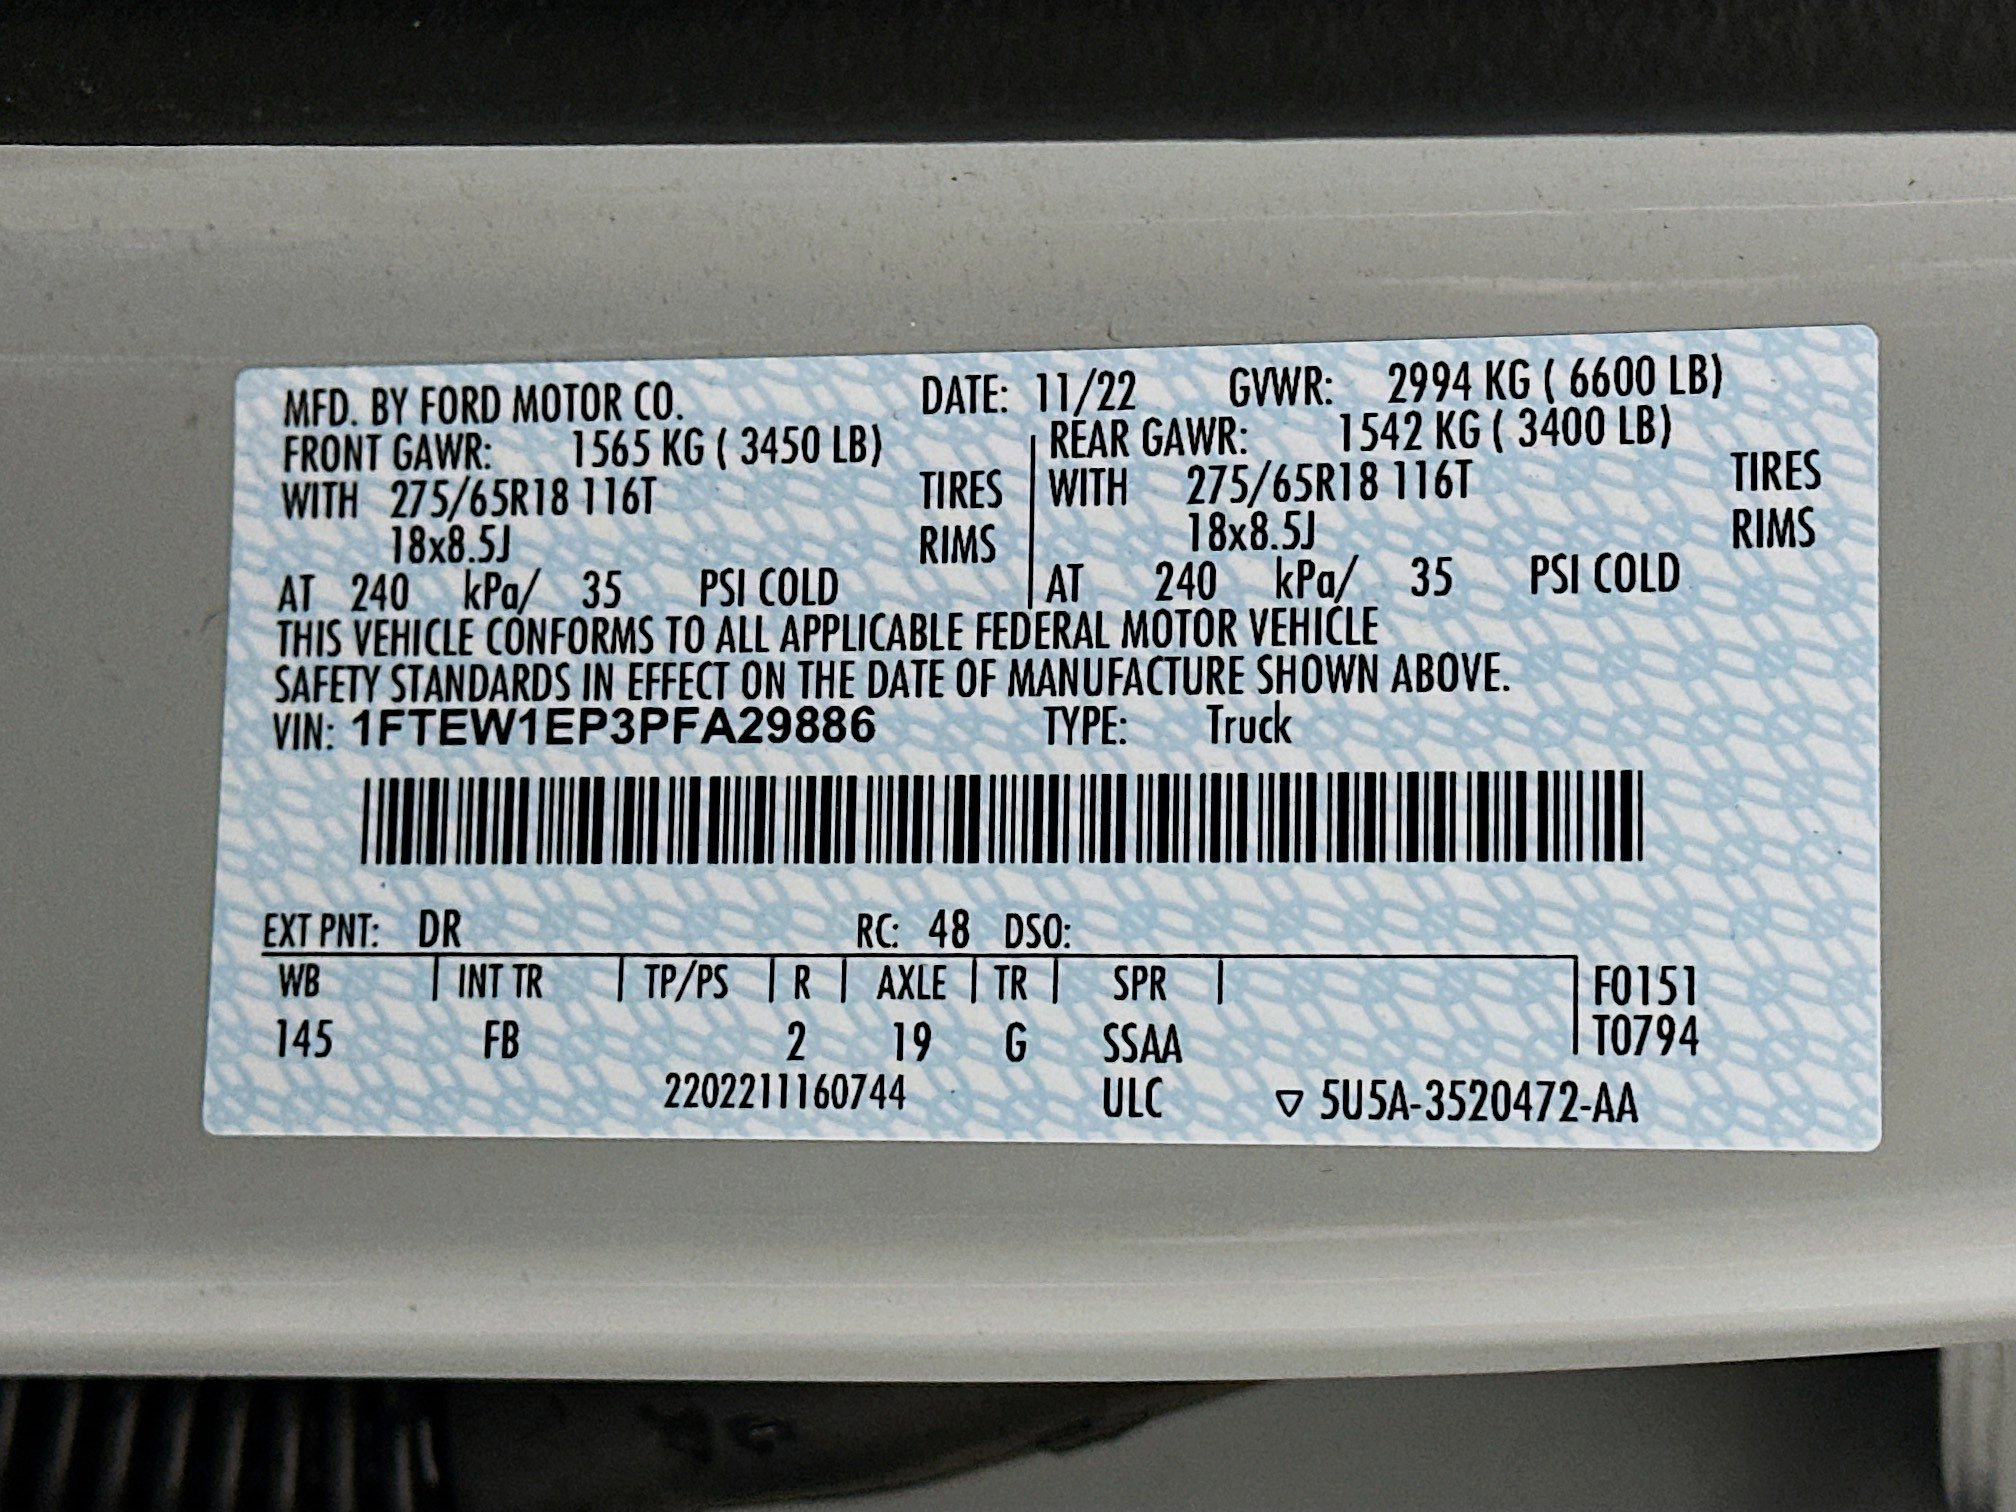 MFD. BY FORD MOTOR CO. DATE: 11/22 GVWR: 2994 KG ( 6600 LB)
FRONT GAWR: 1565 KG ( 3450 LB) REAR GAWR: 1542 KG ( 3400 LB)
WITH 275/65R18 116T TIRES WITH 275/65R18 116T TIRES
18x8.5J RIMS 18x8.5J RIMS
AT 240 kPa/ 35 PSI COLD AT 240 kPa/ 35 PSI COLD
THIS VEHICLE CONFORMS TO ALL APPLICABLE FEDERAL MOTOR VEHICLE
SAFETY STANDARDS IN EFFECT ON THE DATE OF MANUFACTURE SHOWN ABOVE.
VIN: 1FTEW1EP3PFA29886 TYPE: Truck
EXT PNT: DR RC: 48 DSO:
WB INT TR TP/PS R AXLE TR SPR F0151
145 FB 2 19 G SSAA T0794
2202211160744 ULC ▽ 5U5A-3520472-AA